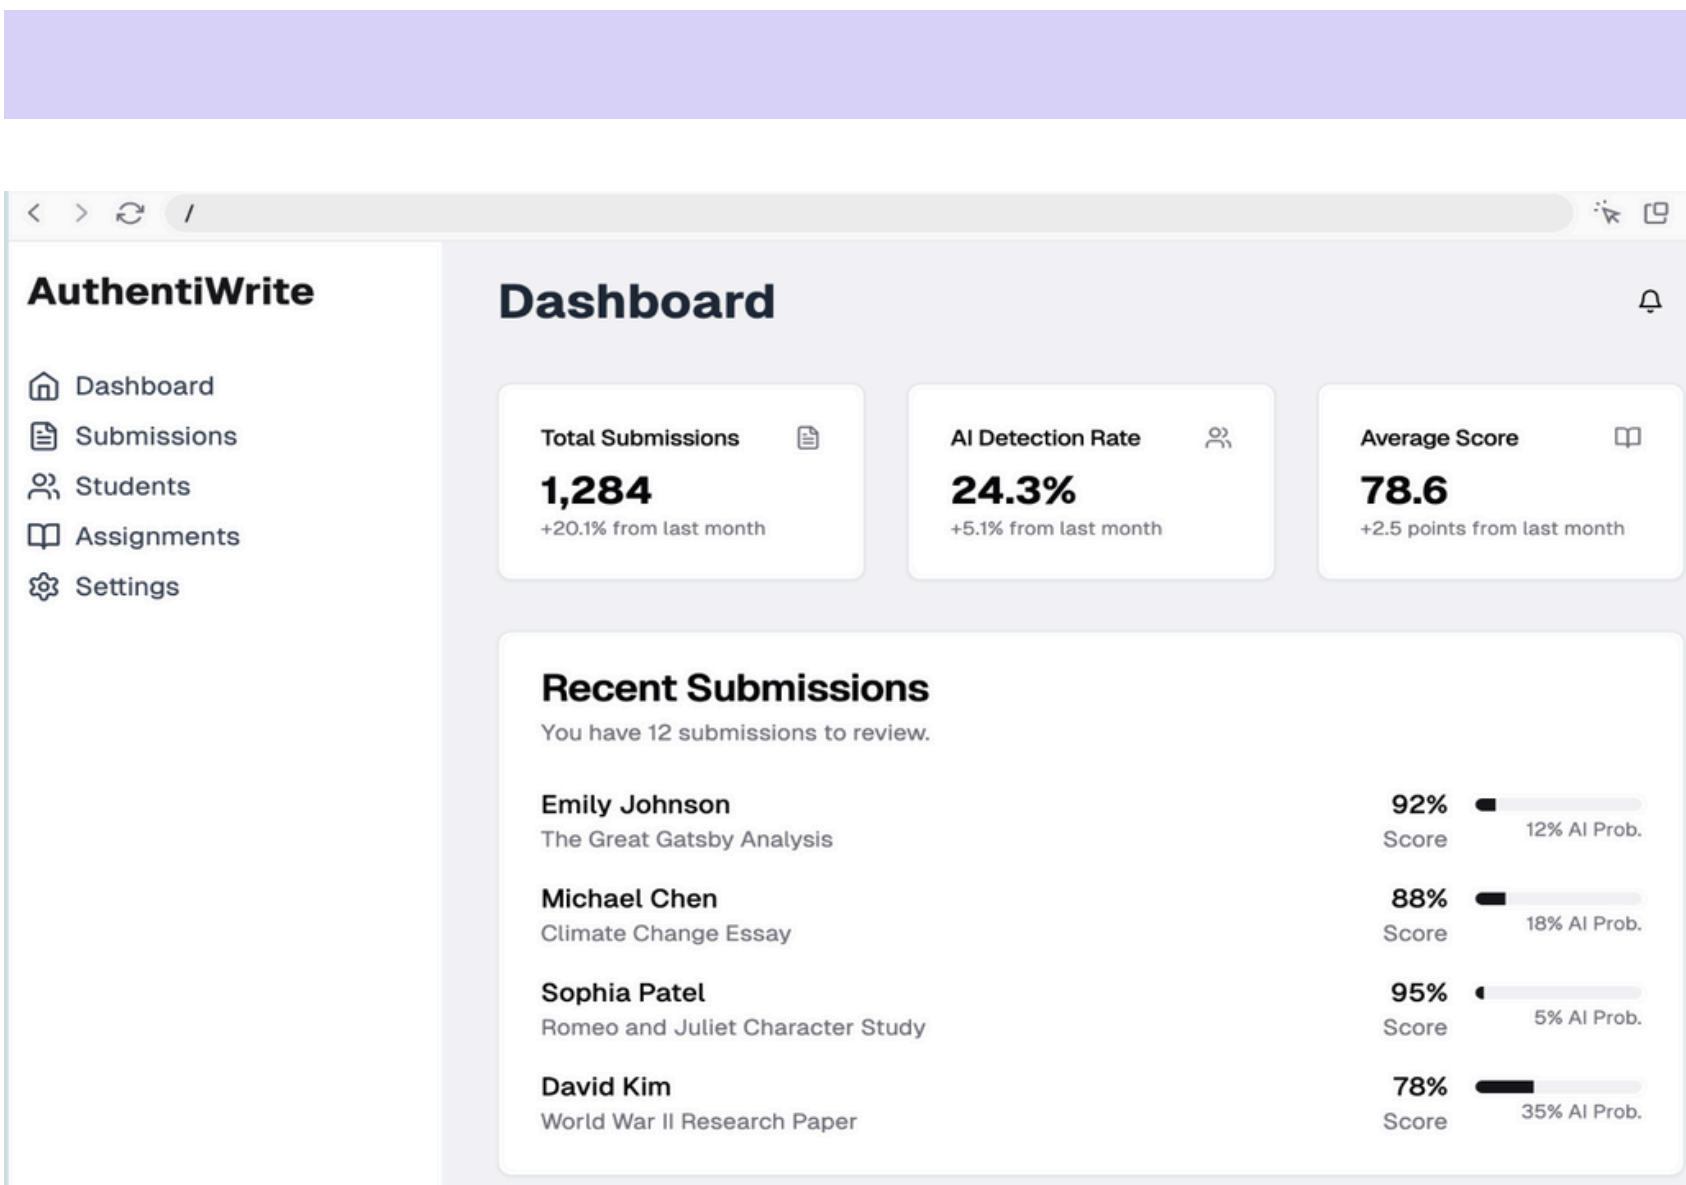 /
AuthentiWrite
Dashboard
Submissions
Students
Assignments
Settings
Dashboard
Total Submissions
1,284
+20.1% from last month
AI Detection Rate
24.3%
+5.1% from last month
Average Score
78.6
+2.5 points from last month
Recent Submissions
You have 12 submissions to review.
Emily Johnson
The Great Gatsby Analysis
92%
Score
12% AI Prob.
Michael Chen
Climate Change Essay
88%
Score
18% AI Prob.
Sophia Patel
Romeo and Juliet Character Study
95%
Score
5% AI Prob.
David Kim
World War II Research Paper
78%
Score
35% AI Prob.